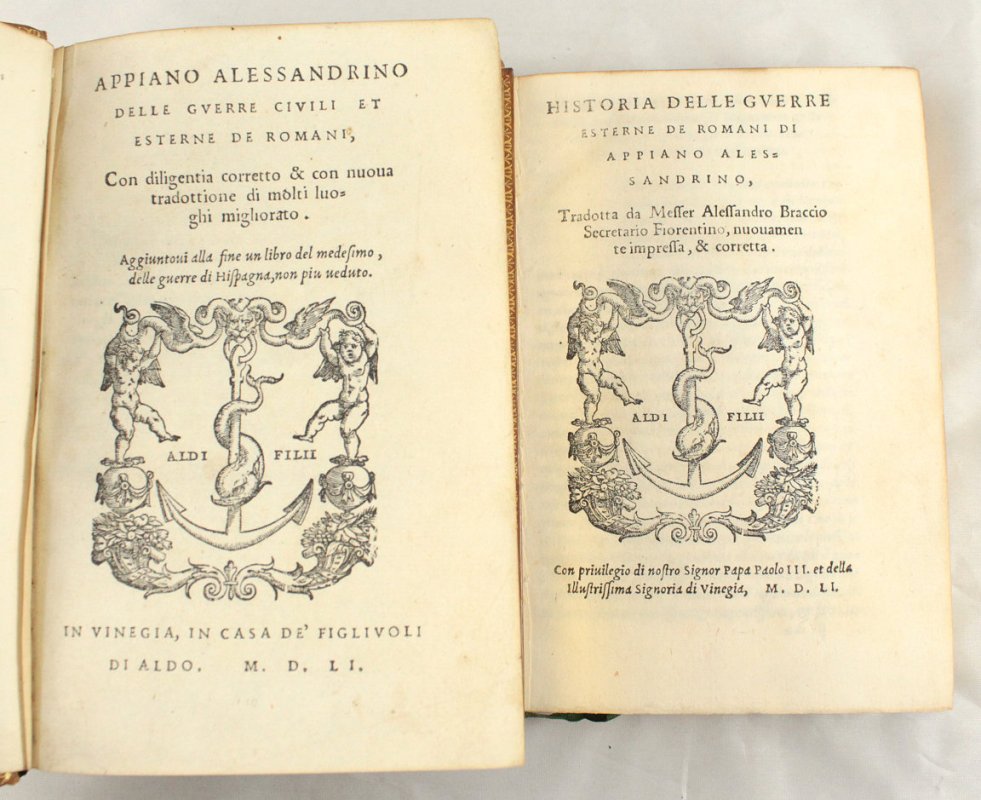 APPIANO ALESSANDRINO
DELLE GVERRE CIVILI ET
ESTERNE DE ROMANI,
Con diligentia corretto & con nuoua
tradottione di mòlti luo=
ghi migliorato.
Aggiuntoui alla fine un libro del medesimo,
delle guerre di Hiſpagna, non piu ueduto.
ALDI FILII
IN VINEGIA, IN CASA DE' FIGLIVOLI
DI ALDO. M. D. LI.
HISTORIA DELLE GVERRE
ESTERNE DE ROMANI DI
APPIANO ALES=
SANDRINO,
Tradotta da Meſſer Aleſſandro Braccio
Secretario Fiorentino, nuouamen
te impreſſa, & corretta.
ALDI FILII
Con priuilegio di noſtro Signor Papa Paolo III. et della
Illuſtriſſima Signoria di Vinegia, M. D. LI.